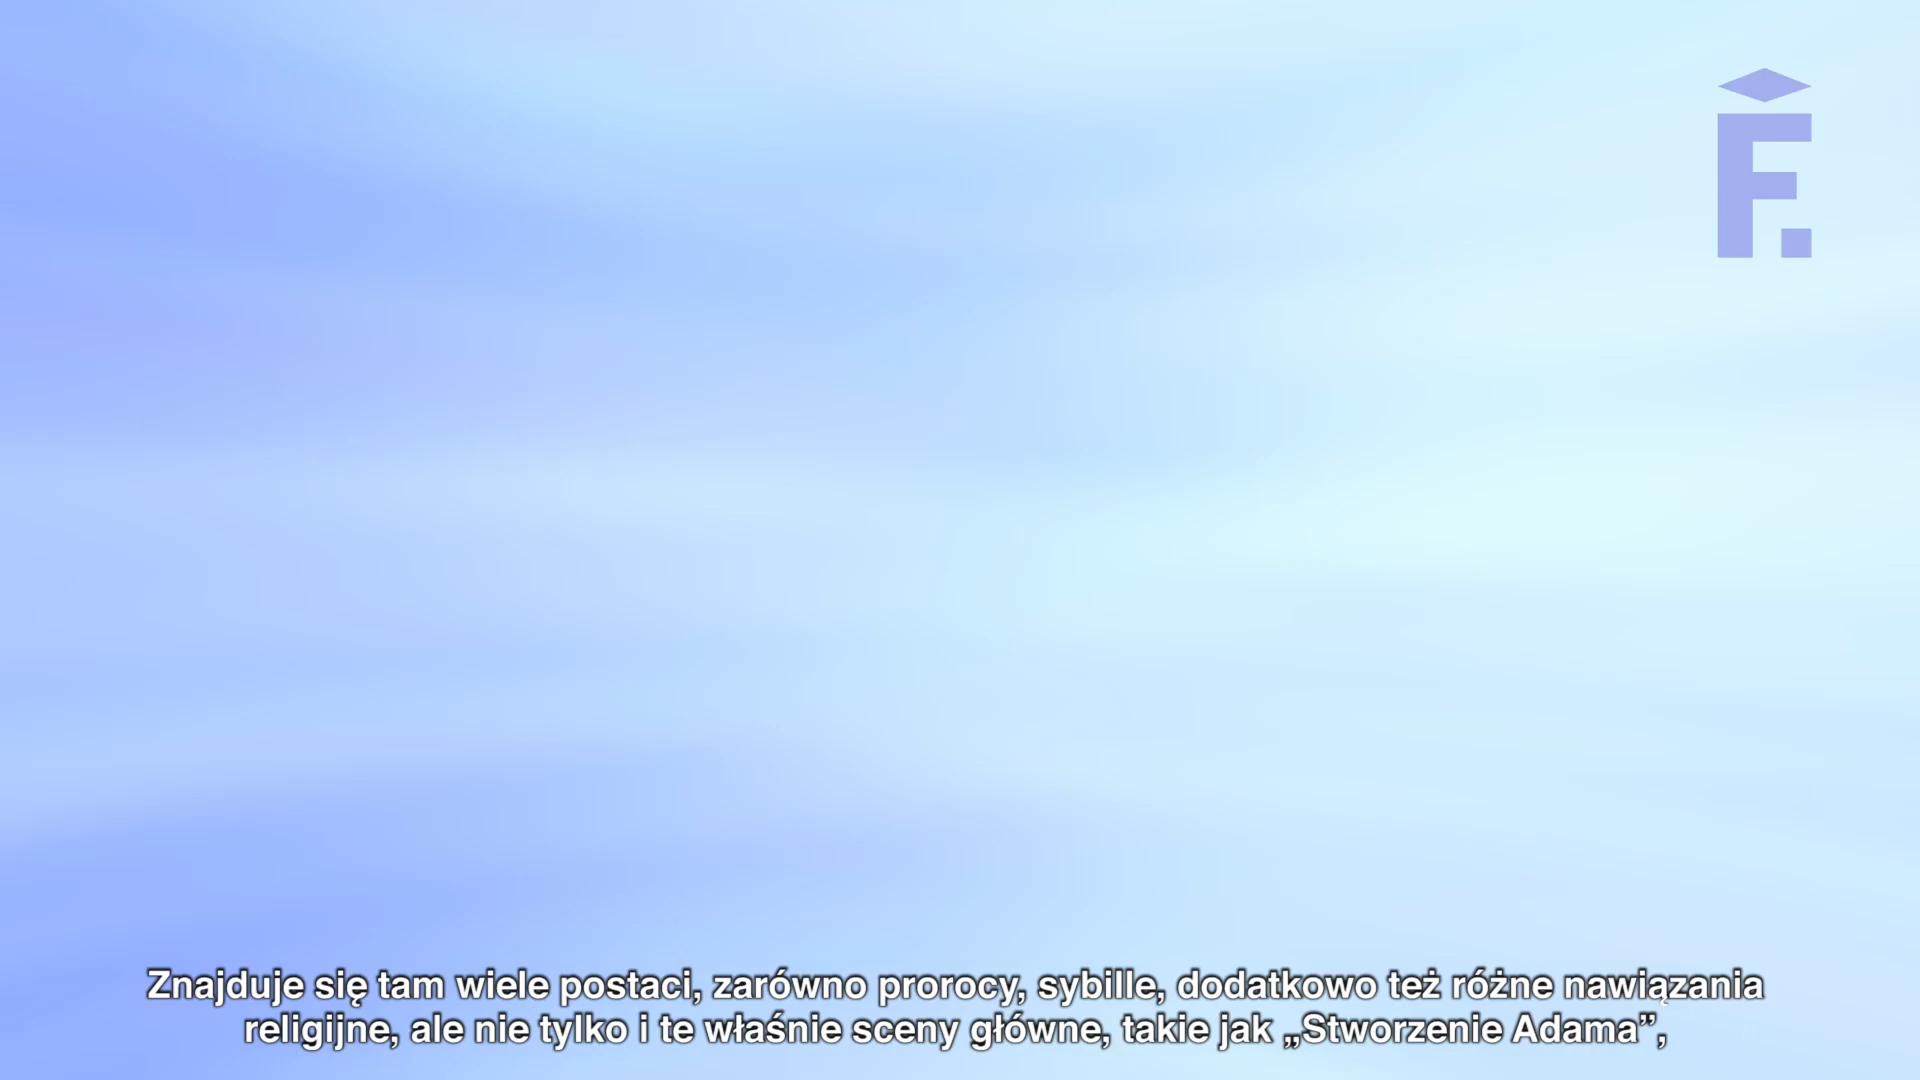 F.
Znajduje się tam wiele postaci, zarówno prorocy, sybille, dodatkowo też różne nawiązania
religijne, ale nie tylko i te właśnie sceny główne, takie jak „Stworzenie Adama”,